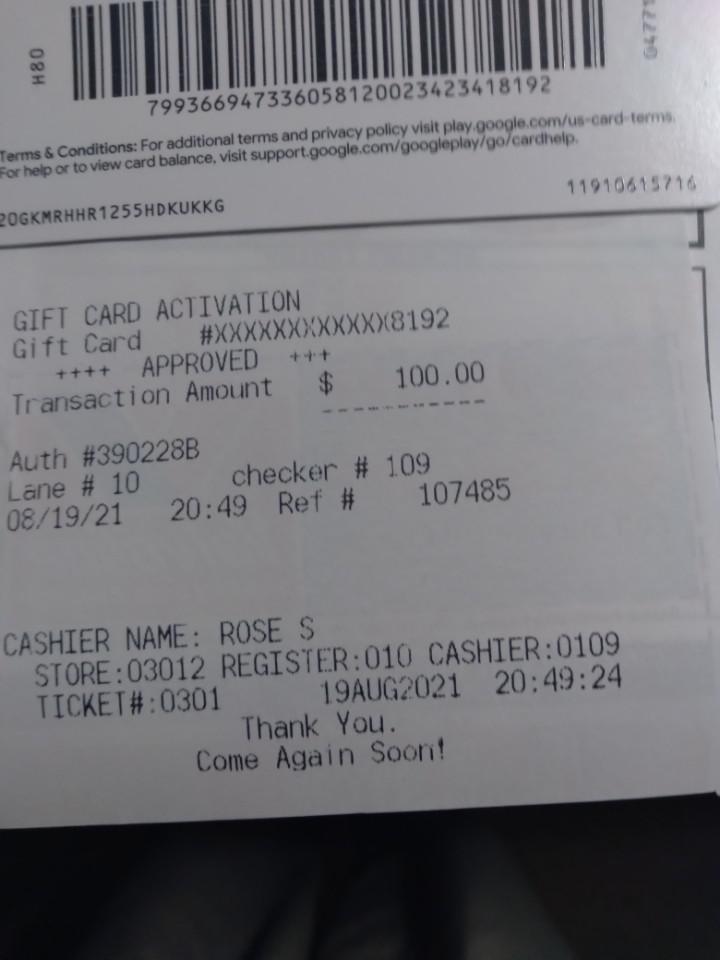 H80
799366947336058120023423418192
Terms & Conditions: For additional terms and privacy policy visit play.google.com/us-card-terms.
For help or to view card balance, visit support.google.com/googleplay/go/cardhelp.
11910615716
20GKMRHHR1255HDKUKKG
GIFT CARD ACTIVATION
Gift Card #XXXXXXXXXXXX8192
++++ APPROVED +++
Transaction Amount $ 100.00
-----------
Auth #390228B
Lane # 10 checker # 109
08/19/21 20:49 Ref # 107485
CASHIER NAME: ROSE S
STORE:03012 REGISTER:010 CASHIER:0109
TICKET#:0301 19AUG2021 20:49:24
Thank You.
Come Again Soon!